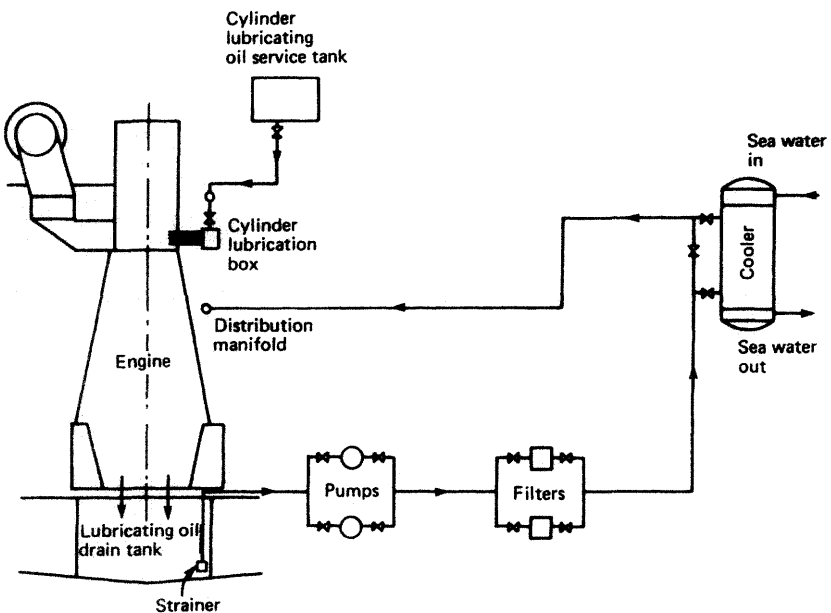 Cylinder
lubricating
oil service tank
Sea water
in
Cylinder
lubrication
box
Cooler
Distribution
manifold
Engine
Sea water
out
Pumps
Filters
Lubricating oil
drain tank
Strainer